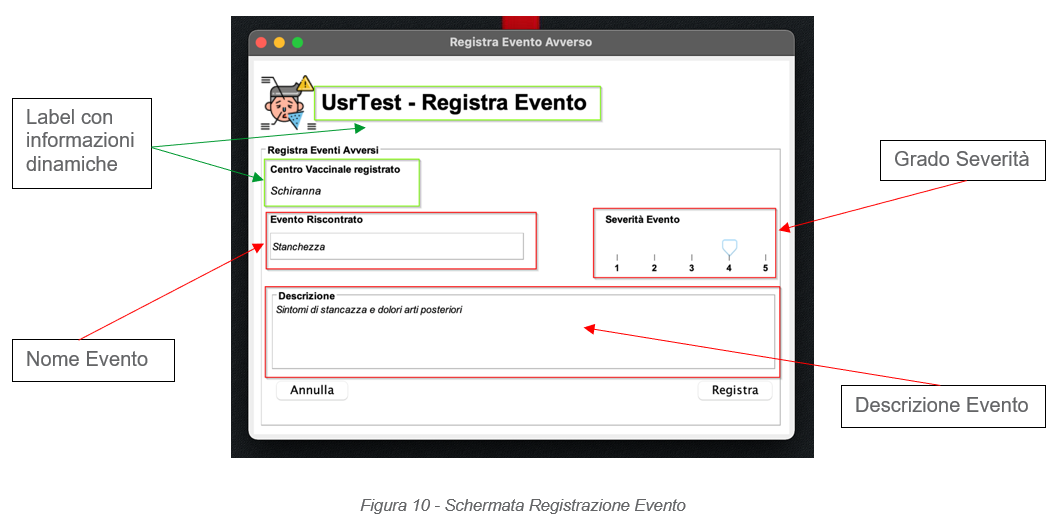 Registra Evento Avverso
UsrTest - Registra Evento
Label con
informazioni
dinamiche
Registra Eventi Avversi
Centro Vaccinale registrato
Schiranna
Grado Severità
Evento Riscontrato
Stanchezza
Severità Evento
1 2 3 4 5
Descrizione
Sintomi di stancazza e dolori arti posteriori
Nome Evento
Annulla
Registra
Descrizione Evento
Figura 10 - Schermata Registrazione Evento